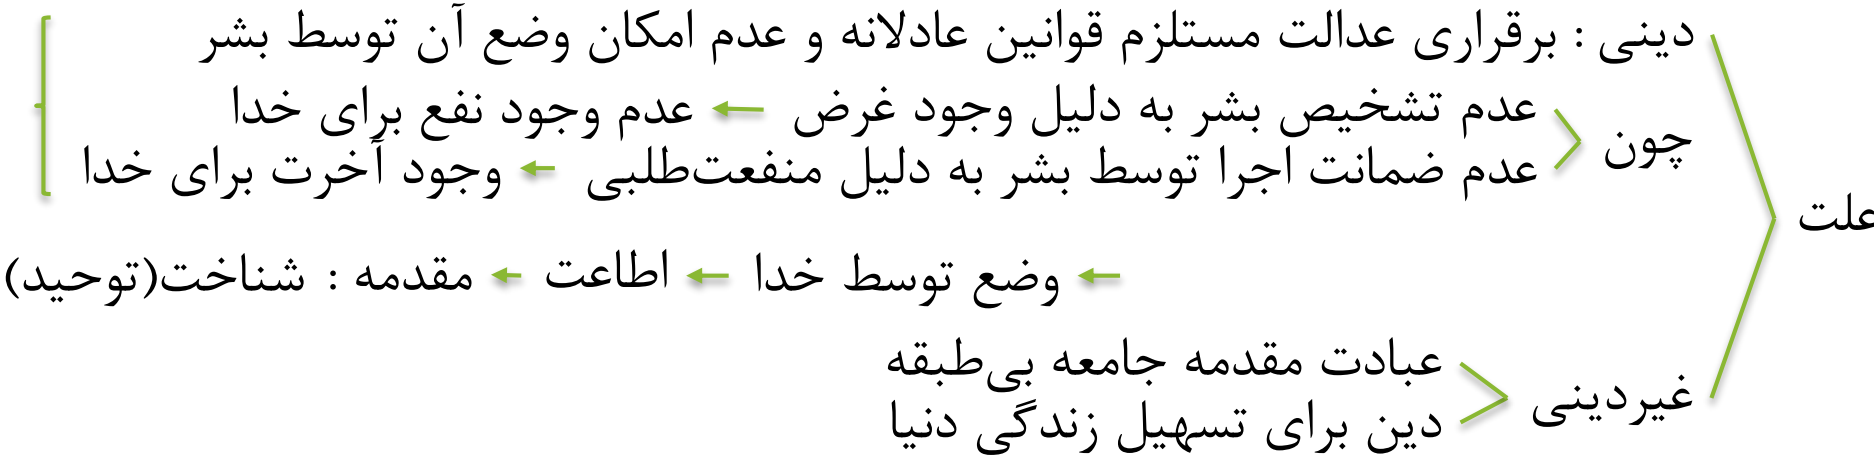 دینی : برقراری عدالت مستلزم قوانین عادلانه و عدم امکان وضع آن توسط بشر
چون
عدم تشخیص بشر به دلیل وجود غرض ← عدم وجود نفع برای خدا
عدم ضمانت اجرا توسط بشر به دلیل منفعت‌طلبی ← وجود آخرت برای خدا
علت
← وضع توسط خدا ← اطاعت ← مقدمه : شناخت(توحید)
غیردینی
عبادت مقدمه جامعه بی‌طبقه
دین برای تسهیل زندگی دنیا